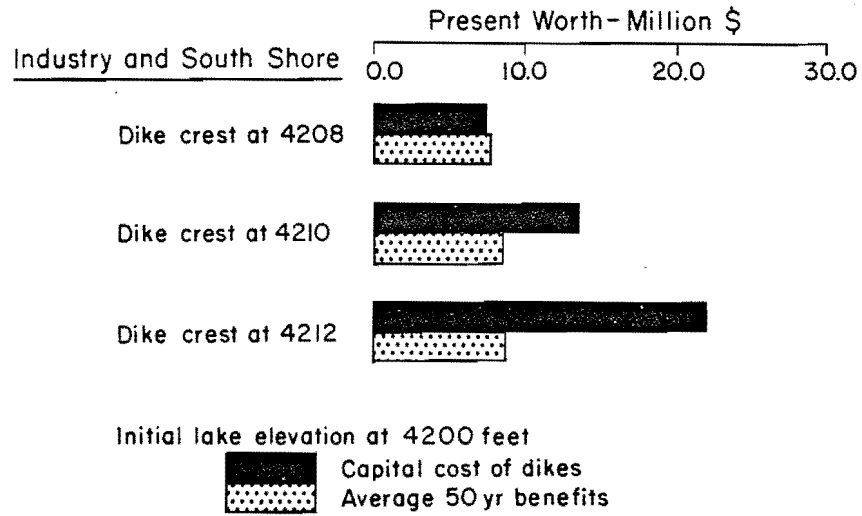 Present Worth - Million $
Industry and South Shore
0.0 10.0 20.0 30.0
Dike crest at 4208
Dike crest at 4210
Dike crest at 4212
Initial lake elevation at 4200 feet
Capital cost of dikes
Average 50 yr benefits